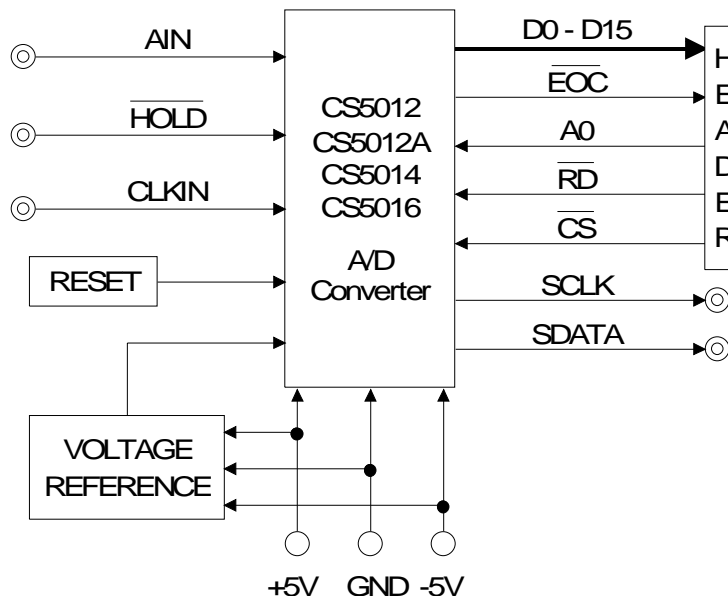 AIN
HOLD
CLKIN
RESET
VOLTAGE
REFERENCE
CS5012
CS5012A
CS5014
CS5016
A/D
Converter
D0 - D15
EOC
A0
RD
CS
SCLK
SDATA
HEADER
+5V GND -5V